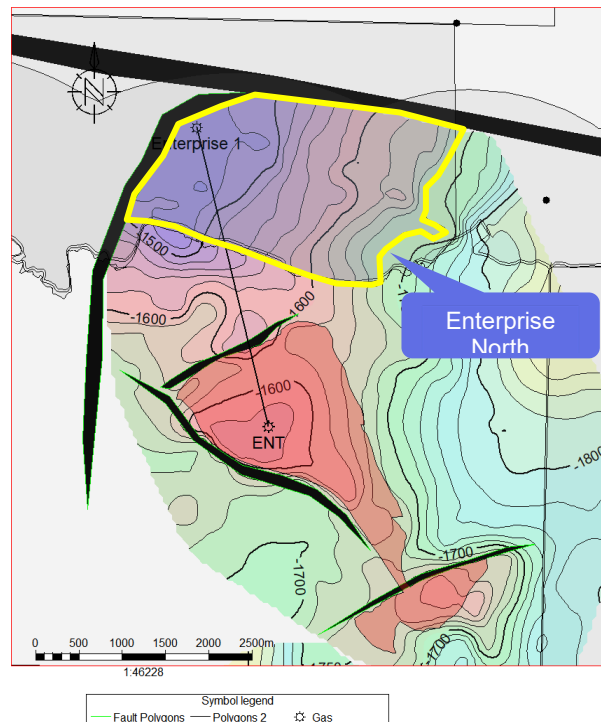 N
Enterprise 1
-1500
-1600
1600
-1600
Enterprise
North
ENT
-1800
-1700
-1700
-1700
0 500 1000 1500 2000 2500m
1:46228
Symbol legend
Fault Polygons Polygons 2 Gas